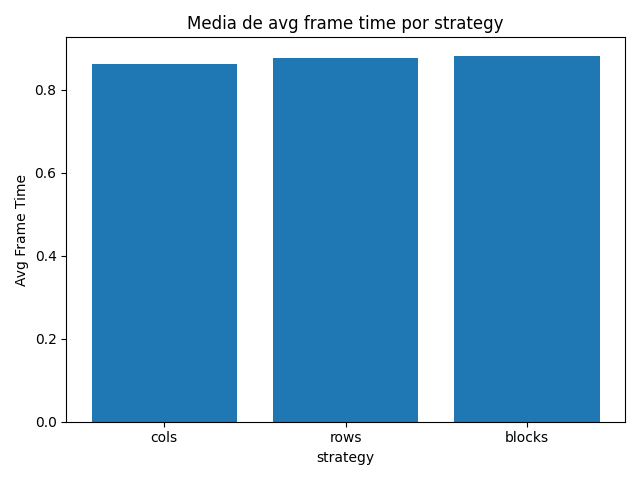 Media de avg frame time por strategy
Avg Frame Time
0.8
0.6
0.4
0.2
0.0
cols
rows
blocks
strategy